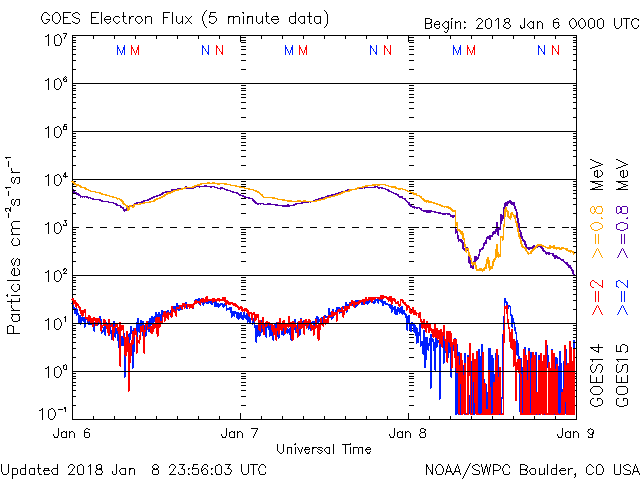 GOES Electron Flux (5 minute data)
Begin: 2018 Jan 6 0000 UTC
M M N N M M N N M M N N
10⁷
10⁶
10⁵
10⁴
10³
10²
10¹
10⁰
10⁻¹
Particles cm⁻²s⁻¹sr⁻¹
Jan 6 Jan 7 Jan 8 Jan 9
Universal Time
GOES14 >=2 >=0.8 MeV
GOES15 >=2 >=0.8 MeV
Updated 2018 Jan 8 23:56:03 UTC
NOAA/SWPC Boulder, CO USA